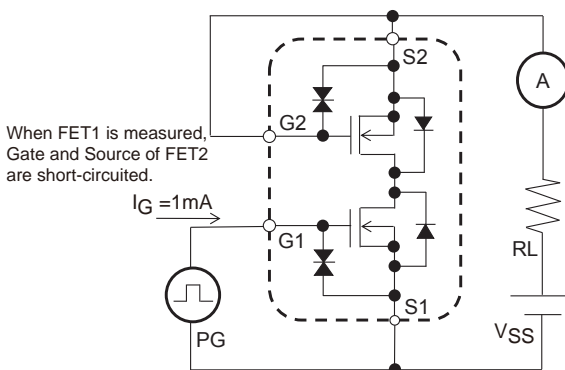 S2
A
When FET1 is measured,
Gate and Source of FET2
are short-circuited.
G2
IG =1mA
G1
RL
S1
PG
VSS